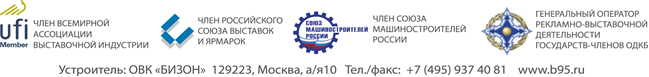 ufi
Member
ЧЛЕН ВСЕМИРНОЙ
АССОЦИАЦИИ
ВЫСТАВОЧНОЙ ИНДУСТРИИ
ЧЛЕН РОССИЙСКОГО
СОЮЗА ВЫСТАВОК
И ЯРМАРОК
СОЮЗ
МАШИНОСТРОИТЕЛЕЙ
РОССИИ
ЧЛЕН СОЮЗА
МАШИНОСТРОИТЕЛЕЙ
РОССИИ
ГЕНЕРАЛЬНЫЙ ОПЕРАТОР
РЕКЛАМНО-ВЫСТАВОЧНОЙ
ДЕЯТЕЛЬНОСТИ
ГОСУДАРСТВ-ЧЛЕНОВ ОДКБ
Устроитель: ОВК «БИЗОН» 129223, Москва, а/я10 Тел./факс: +7 (495) 937 40 81 www.b95.ru